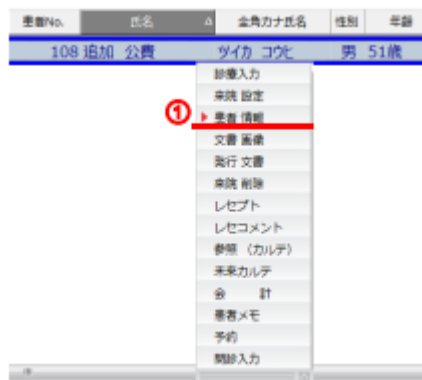 患者No. 氏名 △ 全角カナ氏名 性別 年齢
108 追加 公費 ツイカ コウヒ 男 51歳
診療入力
来院 設定
① 患者 情報
文書 画像
発行 文書
来院 削除
レセプト
レセコメント
参照 (カルテ)
未来カルテ
会 計
患者メモ
予約
問診入力